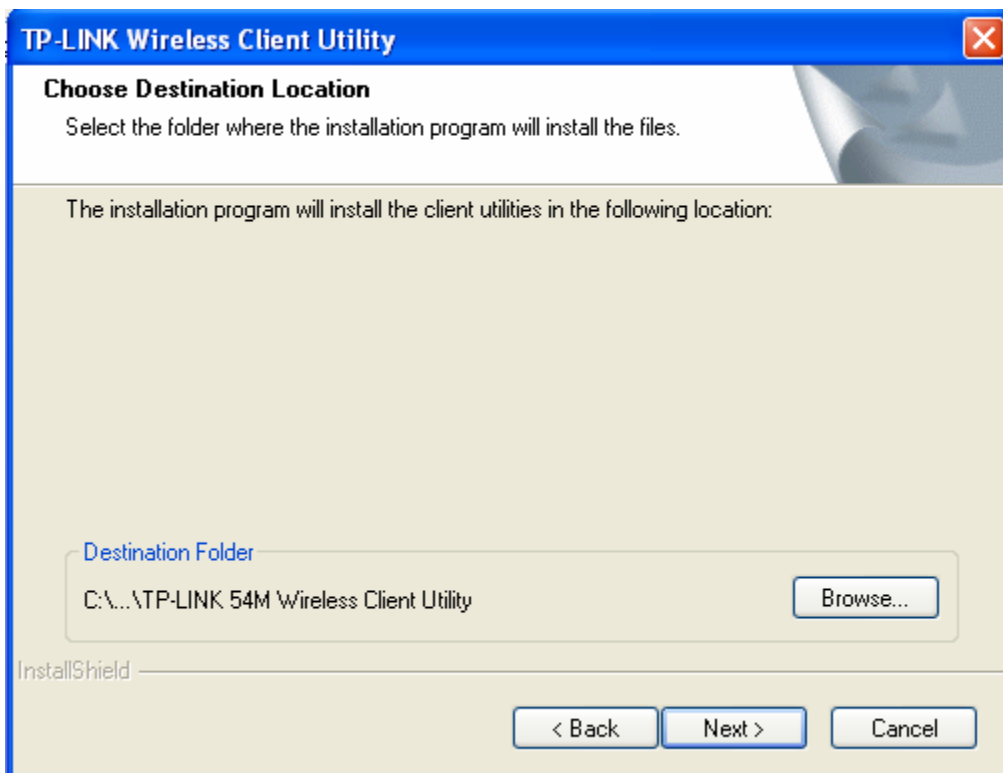 TP-LINK Wireless Client Utility
Choose Destination Location
Select the folder where the installation program will install the files.
The installation program will install the client utilities in the following location:
Destination Folder
C:\...\TP-LINK 54M Wireless Client Utility
Browse...
InstallShield
< Back
Next >
Cancel